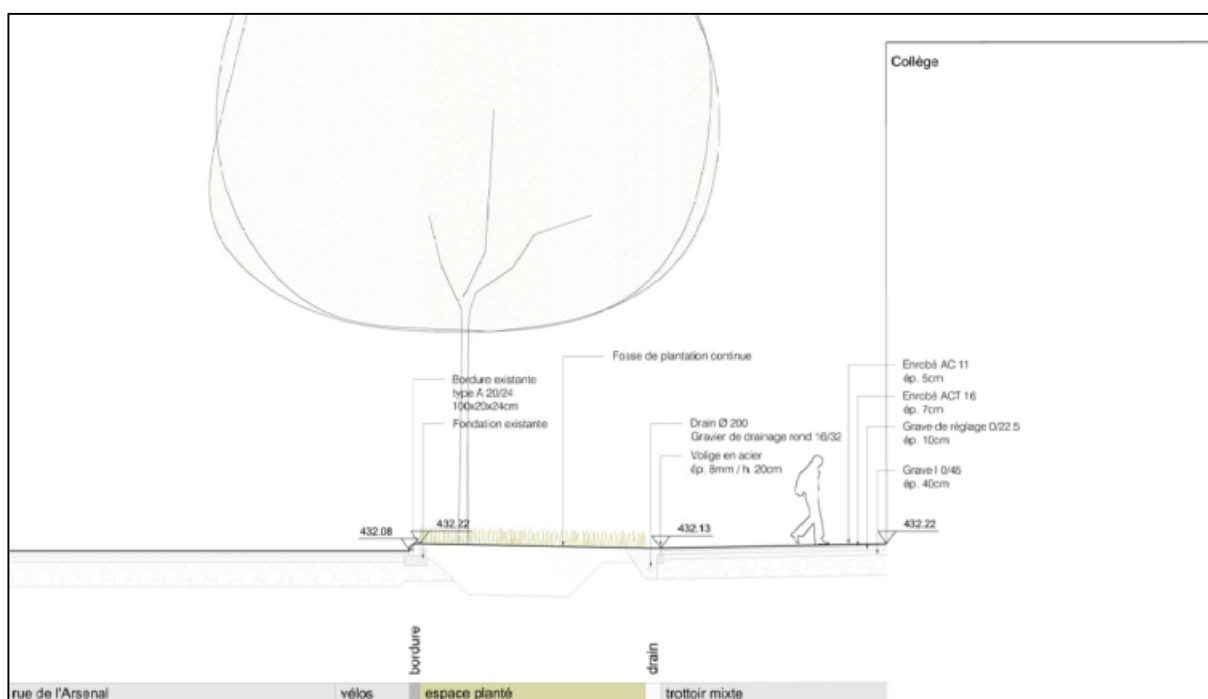 Collège
Fosse de plantation continue
Bordure existante
type A 20/24
100x20x24cm
Fondation existante
Drain Ø 200
Gravier de drainage rond 16/32
Volige en acier
ép. 8mm / h. 20cm
Enrobé AC 11
ép. 5cm
Enrobé ACT 16
ép. 7cm
Grave de réglage 0/22.5
ép. 10cm
Grave I 0/45
ép. 40cm
432.08
432.22
432.13
432.22
bordure
drain
rue de l'Arsenal
vélos
espace planté
trottoir mixte